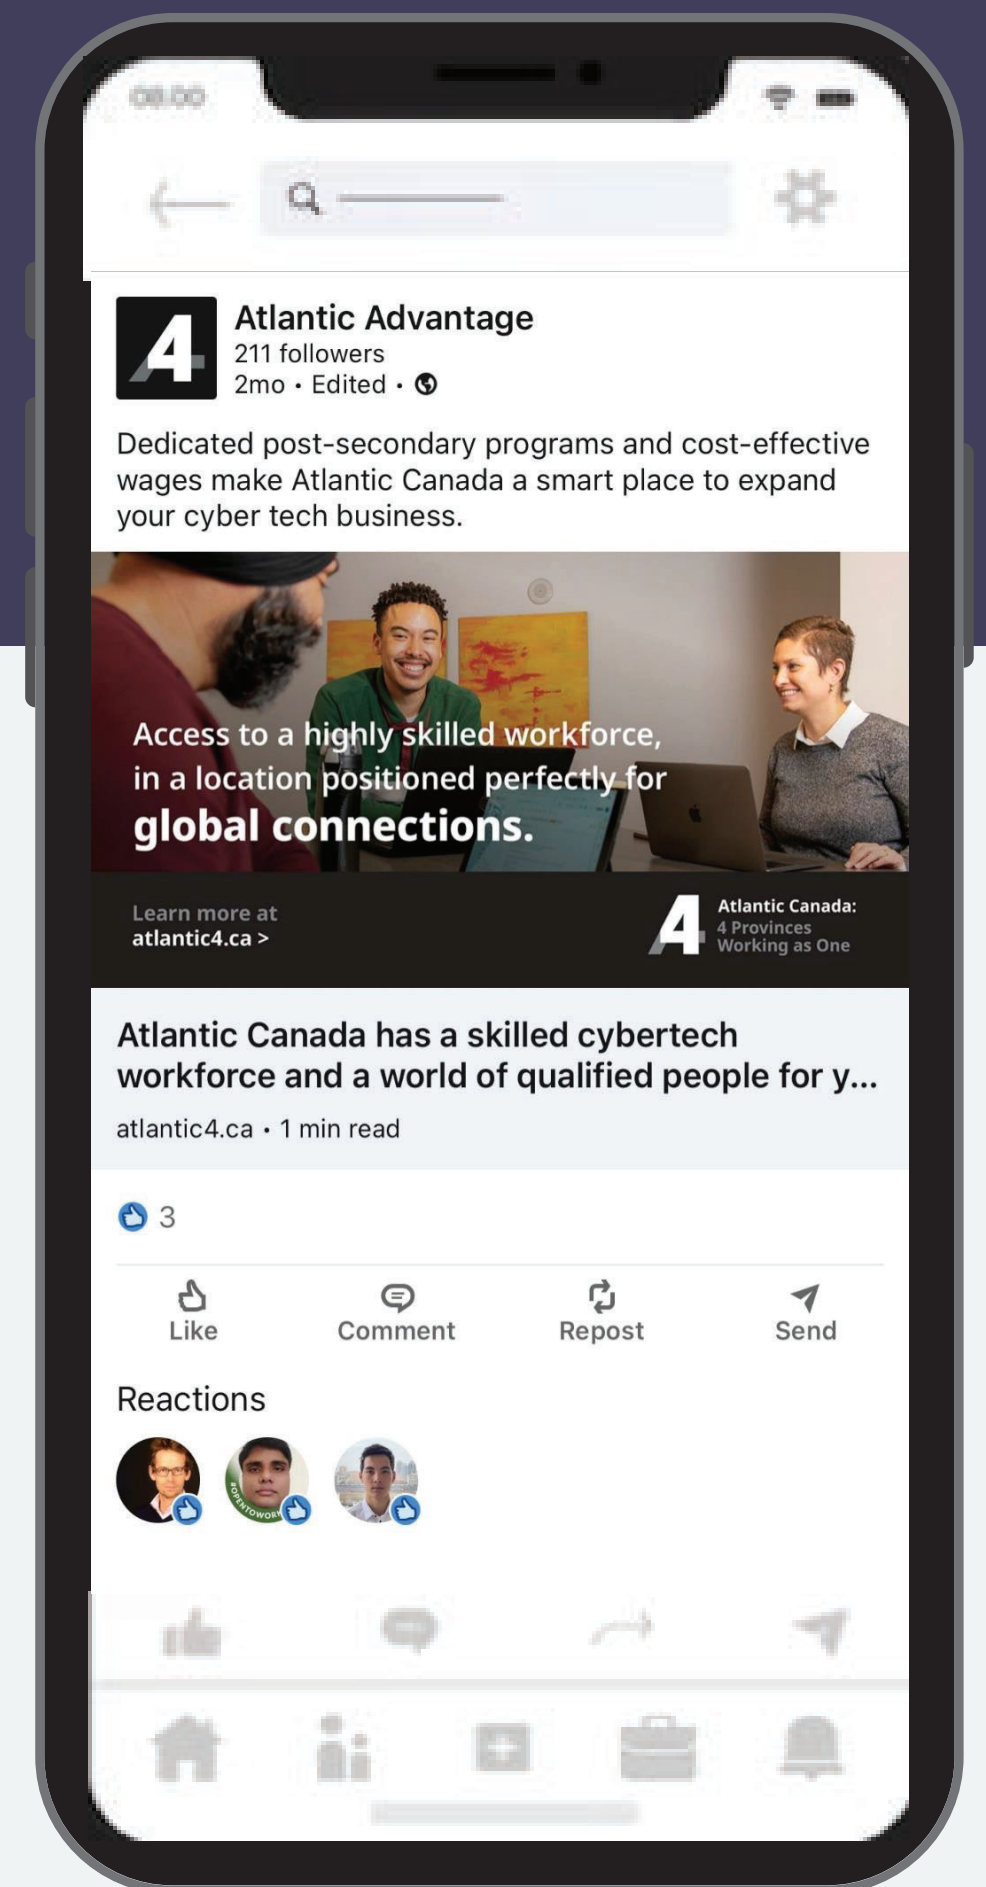 08:00
4
Atlantic Advantage
211 followers
2mo • Edited •
Dedicated post-secondary programs and cost-effective
wages make Atlantic Canada a smart place to expand
your cyber tech business.
Access to a highly skilled workforce,
in a location positioned perfectly for
global connections.
Learn more at
atlantic4.ca >
4
Atlantic Canada:
4 Provinces
Working as One
Atlantic Canada has a skilled cybertech
workforce and a world of qualified people for y...
atlantic4.ca • 1 min read
3
Like
Comment
Repost
Send
Reactions
#OPENTOWORK